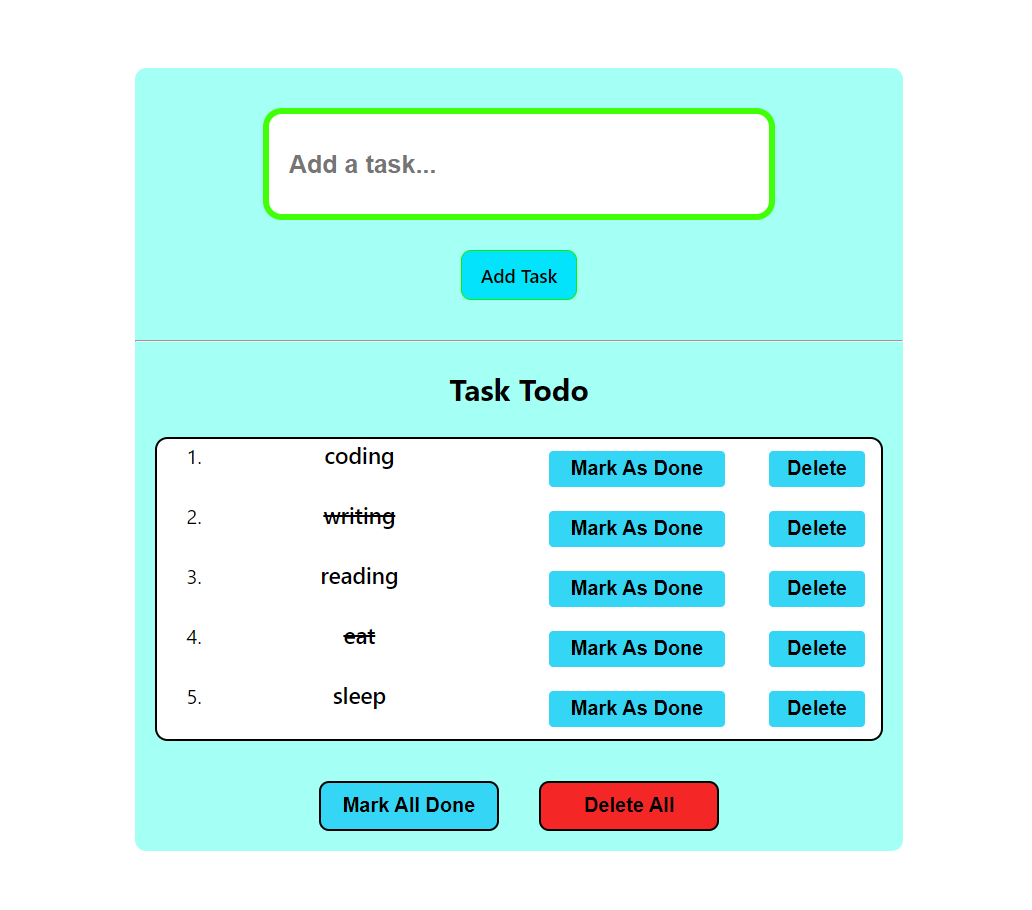 Add a task...
Add Task
Task Todo
1. coding Mark As Done Delete
2. writing Mark As Done Delete
3. reading Mark As Done Delete
4. eat Mark As Done Delete
5. sleep Mark As Done Delete
Mark All Done Delete All